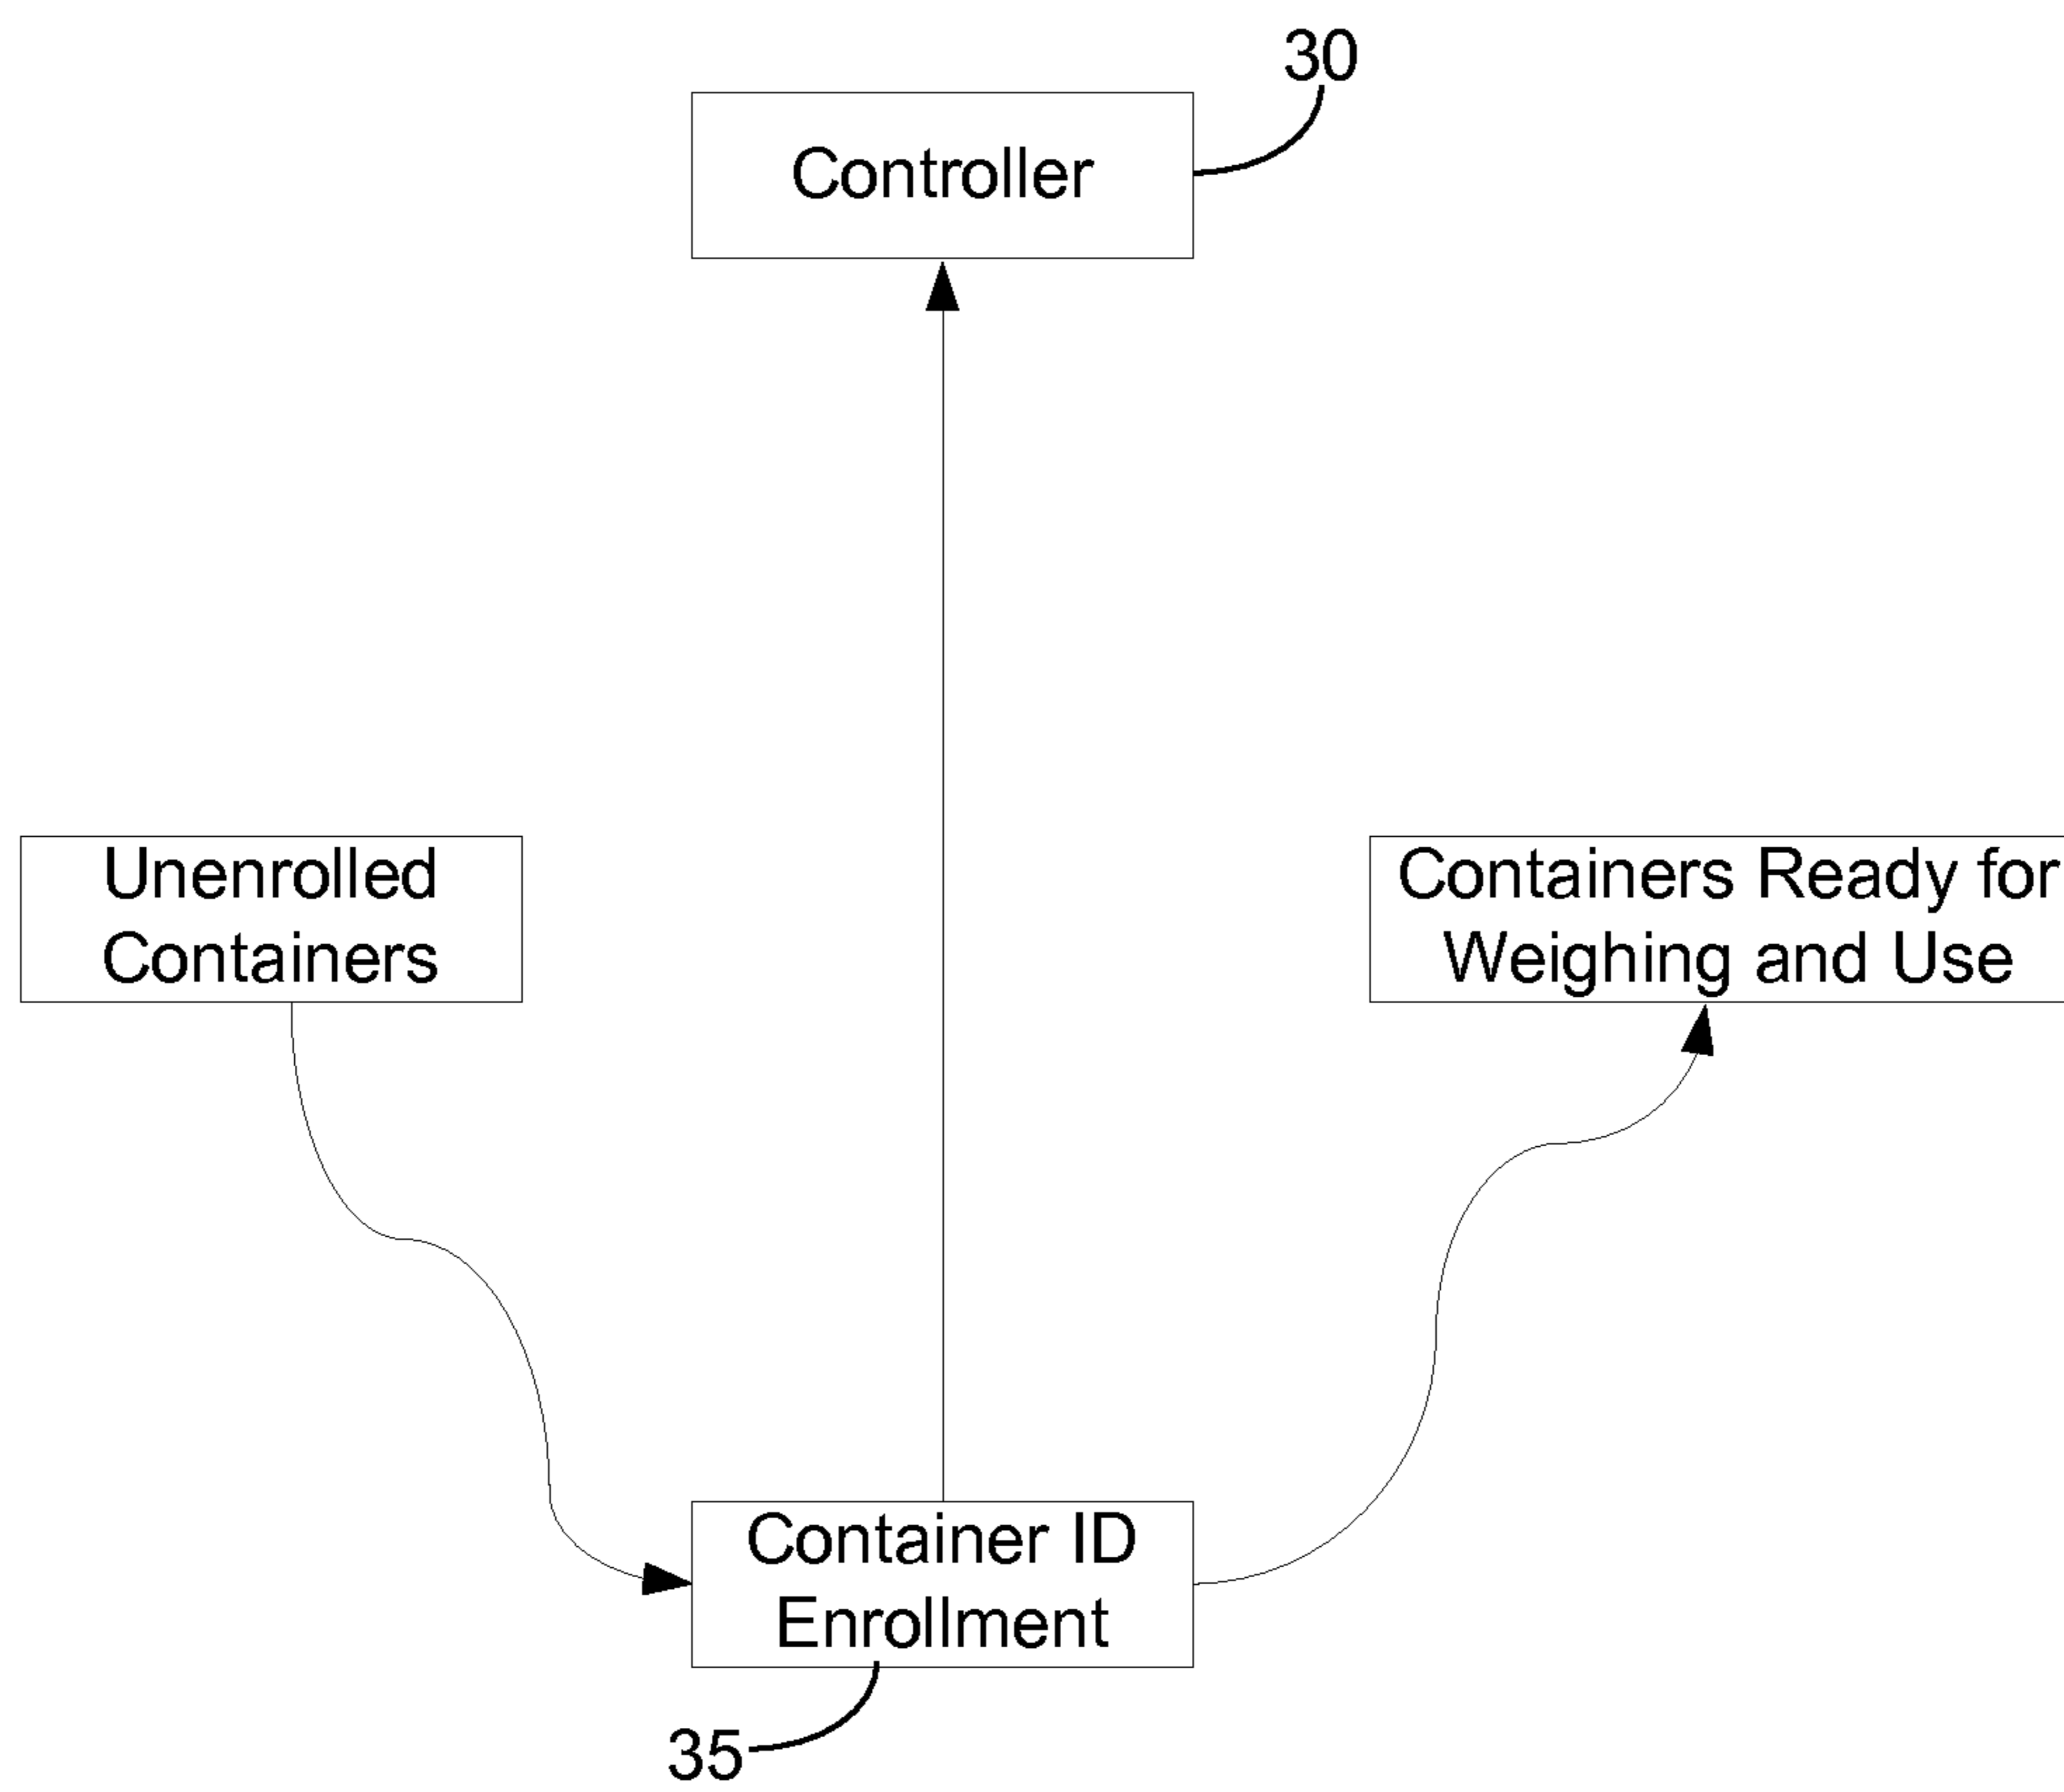 30
Controller
Unenrolled
Containers
Containers Ready for
Weighing and Use
Container ID
Enrollment
35